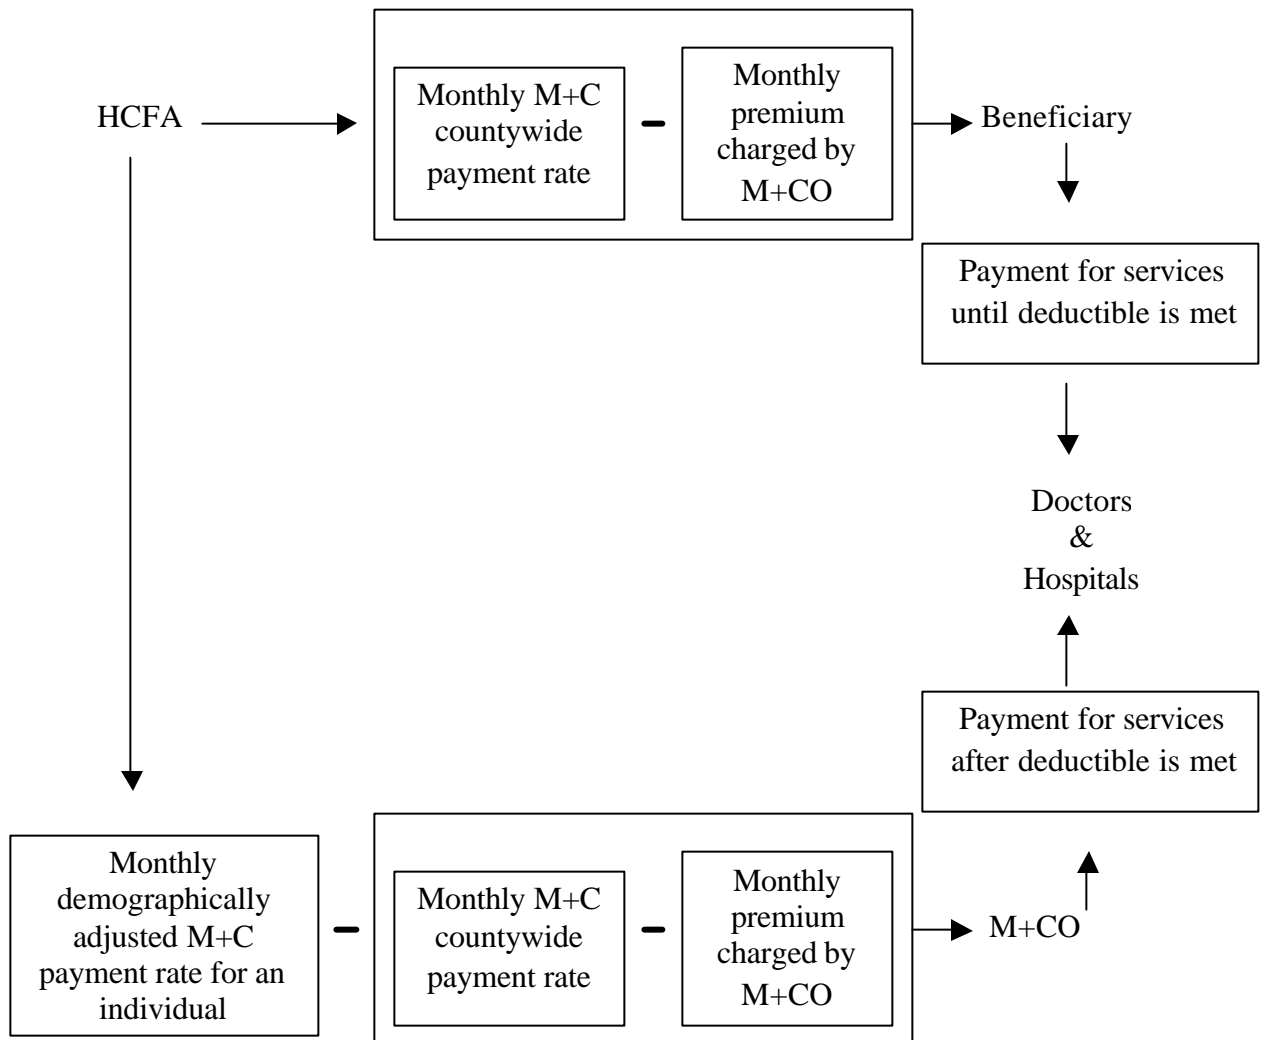 HCFA
Monthly M+C
countywide
payment rate
–
Monthly
premium
charged by
M+CO
Beneficiary
Payment for services
until deductible is met
Doctors
&
Hospitals
Payment for services
after deductible is met
Monthly
demographically
adjusted M+C
payment rate for an
individual
–
Monthly M+C
countywide
payment rate
–
Monthly
premium
charged by
M+CO
M+CO